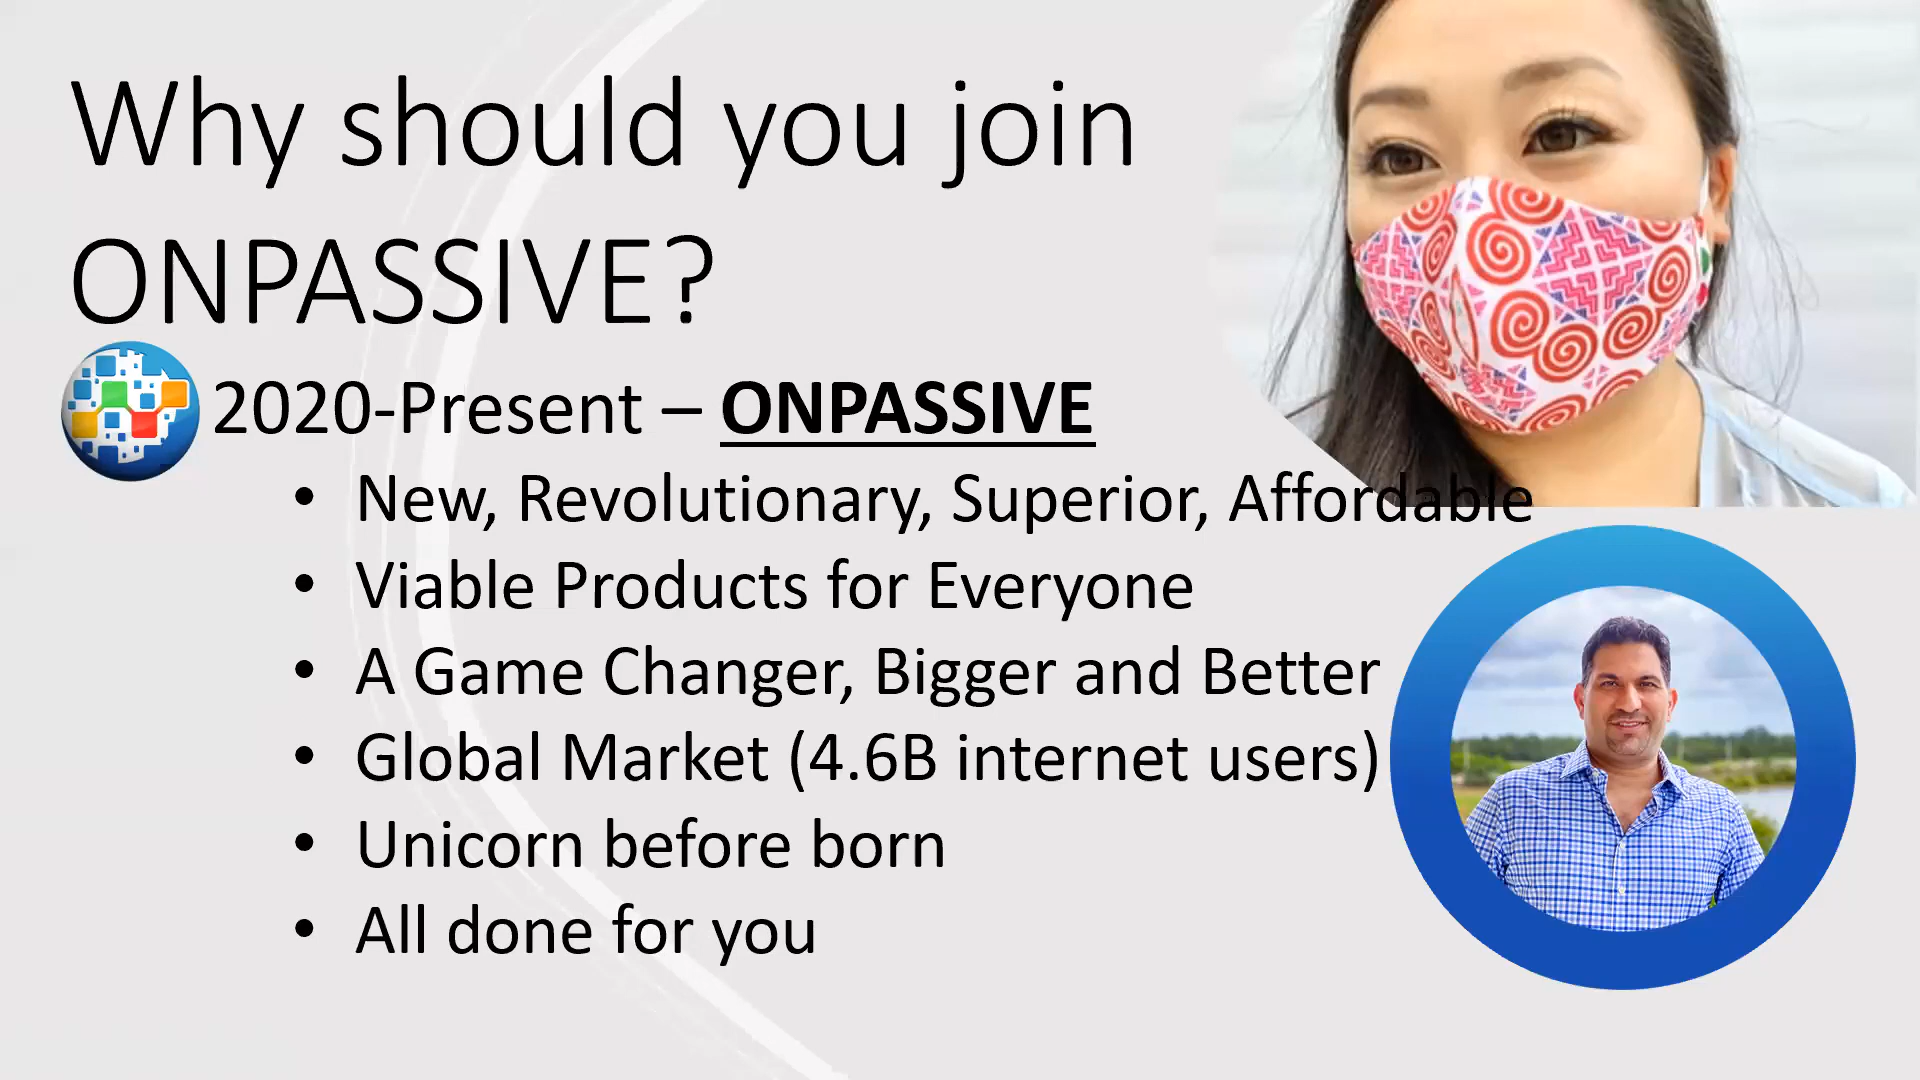 Why should you join
ONPASSIVE?
2020-Present – ONPASSIVE
• New, Revolutionary, Superior, Affordable
• Viable Products for Everyone
• A Game Changer, Bigger and Better
• Global Market (4.6B internet users)
• Unicorn before born
• All done for you